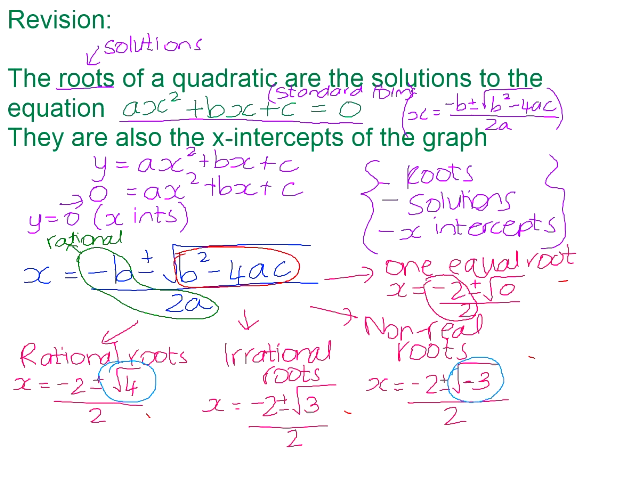 Revision:
solutions
The roots of a quadratic are the solutions to the
(standard form)
equation ax² + bx + c = 0
(x = -b ± √b² - 4ac / 2a)
They are also the x-intercepts of the graph
y = ax² + bx + c
→ 0 = ax² + bx + c
y = 0 (x ints)
- Roots
- Solutions
- x intercepts
rational
x = -b ± √b² - 4ac / 2a
→ One equal root
x = -2 ± √0 / 2
Rational roots
x = -2 ± √4 / 2
Irrational
roots
x = -2 ± √3 / 2
Non-real
roots
x = -2 ± √-3 / 2